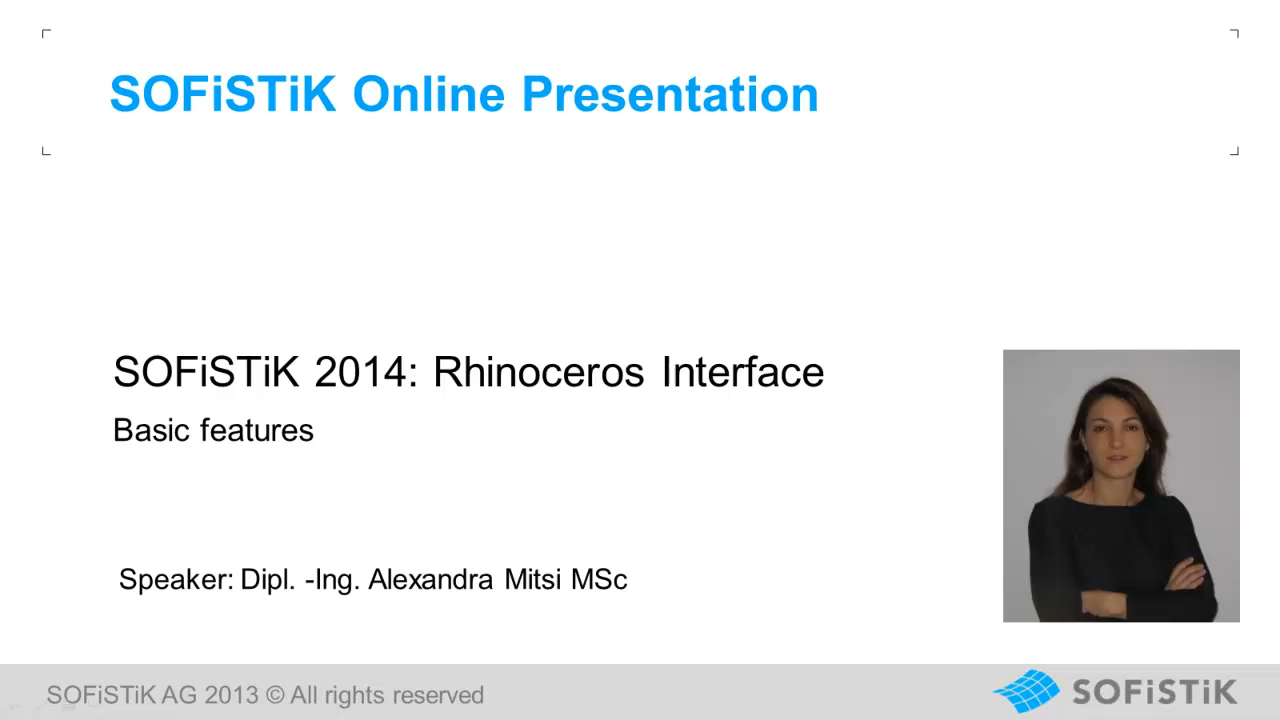 SOFiSTiK Online Presentation
SOFiSTiK 2014: Rhinoceros Interface
Basic features
Speaker: Dipl. -Ing. Alexandra Mitsi MSc
SOFiSTiK AG 2013 © All rights reserved
SOFiSTiK